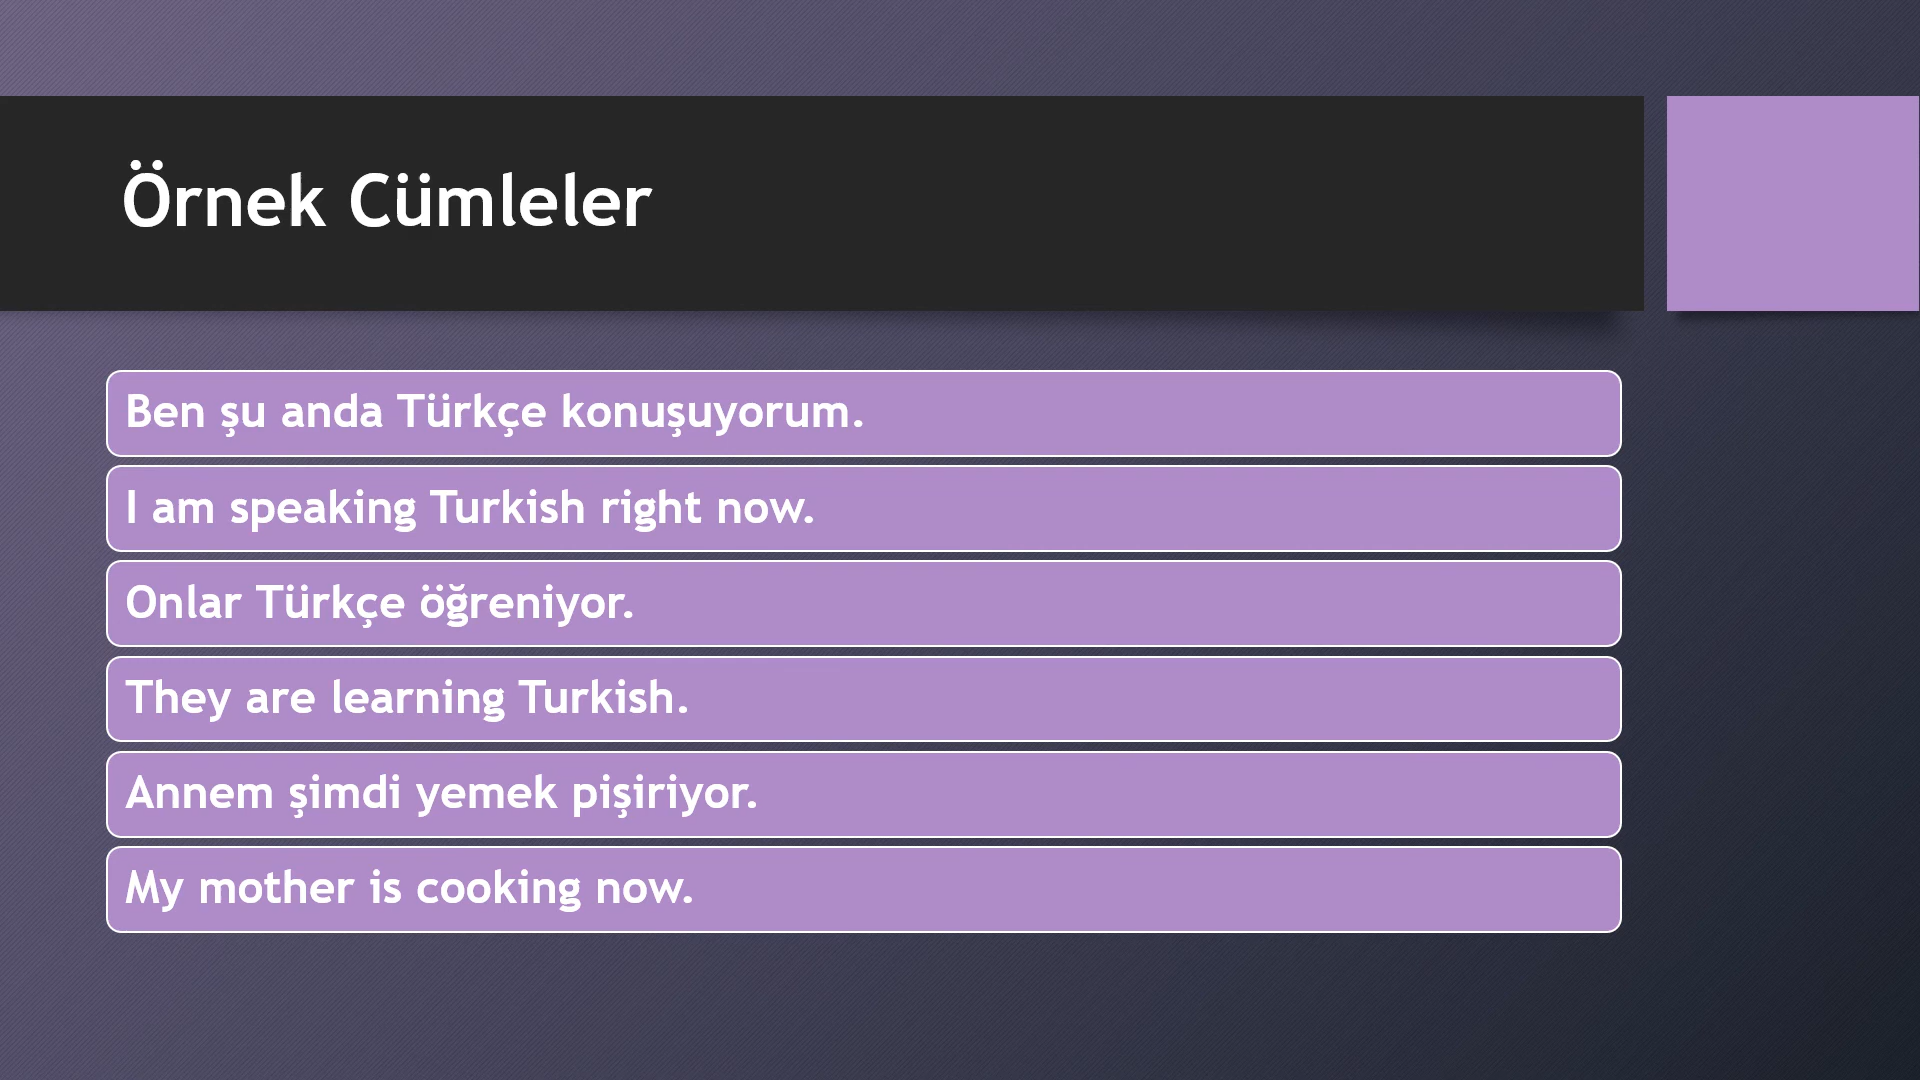 Örnek Cümleler
Ben şu anda Türkçe konuşuyorum.
I am speaking Turkish right now.
Onlar Türkçe öğreniyor.
They are learning Turkish.
Annem şimdi yemek pişiriyor.
My mother is cooking now.